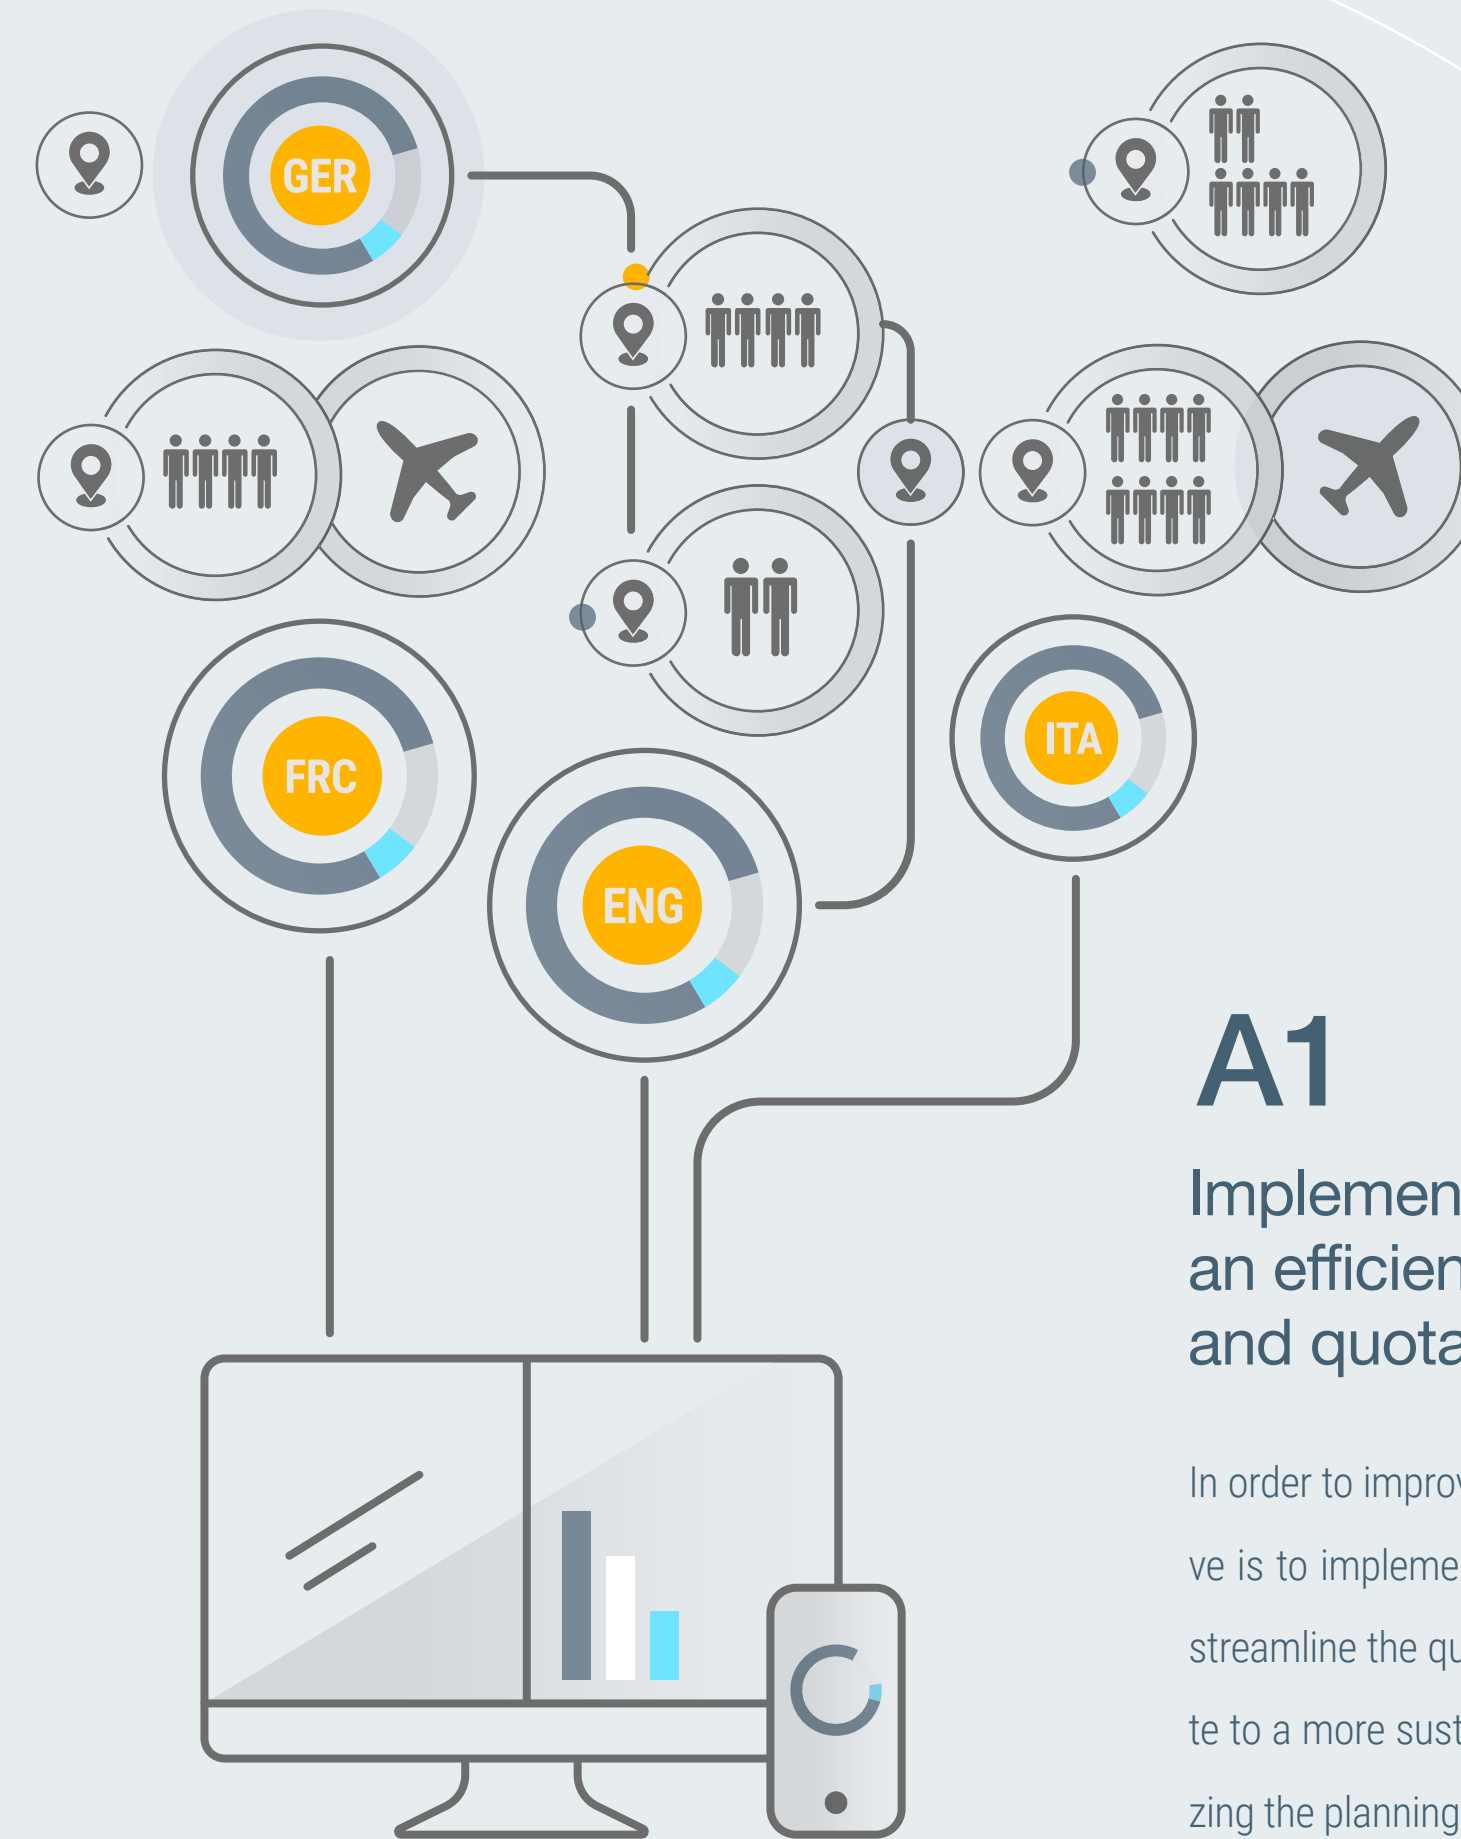 GER
FRC
ITA
ENG
A1
Implemen
an efficien
and quota
In order to improv
ve is to impleme
streamline the qu
te to a more sust
zing the planning